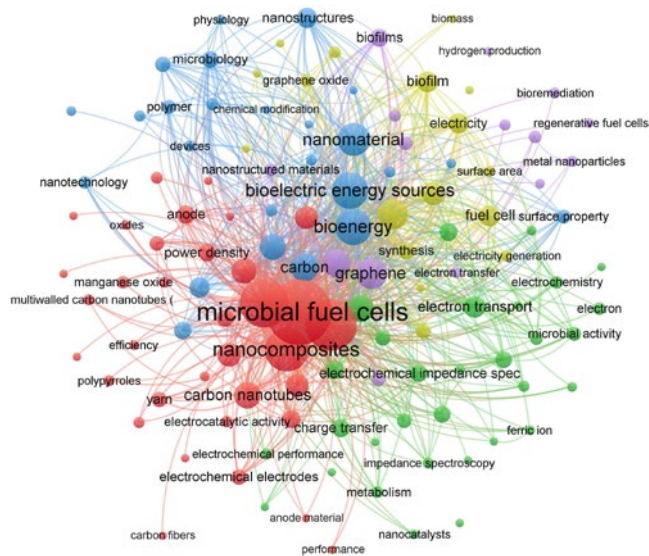 physiology
nanostructures
biomass
biofilms
microbiology
hydrogen production
graphene oxide
biofilm
bioremediation
polymer
chemical modification
electricity
regenerative fuel cells
nanomaterial
devices
metal nanoparticles
nanostructured materials
surface area
nanotechnology
bioelectric energy sources
anode
fuel cell
surface property
oxides
bioenergy
power density
synthesis
electricity generation
carbon
graphene
electron transfer
manganese oxide
electrochemistry
multiwalled carbon nanotubes (
microbial fuel cells
electron transport
electron
microbial activity
efficiency
nanocomposites
polypyrroles
electrochemical impedance spec
yarn
carbon nanotubes
electrocatalytic activity
charge transfer
ferric ion
electrochemical performance
impedance spectroscopy
electrochemical electrodes
metabolism
anode material
carbon fibers
nanocatalysts
performance